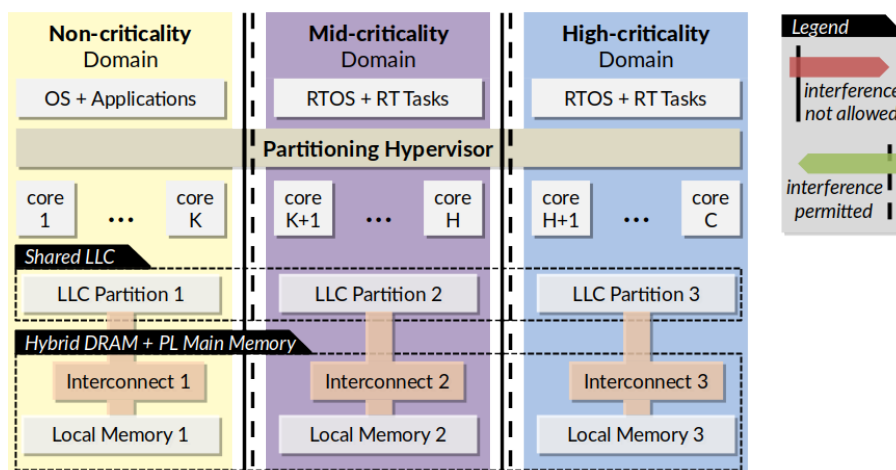 Non-criticality
Domain
OS + Applications
Mid-criticality
Domain
RTOS + RT Tasks
High-criticality
Domain
RTOS + RT Tasks
Partitioning Hypervisor
core
1
...
core
K
core
K+1
...
core
H
core
H+1
...
core
C
Shared LLC
LLC Partition 1
LLC Partition 2
LLC Partition 3
Hybrid DRAM + PL Main Memory
Interconnect 1
Interconnect 2
Interconnect 3
Local Memory 1
Local Memory 2
Local Memory 3
Legend
interference
not allowed
interference
permitted